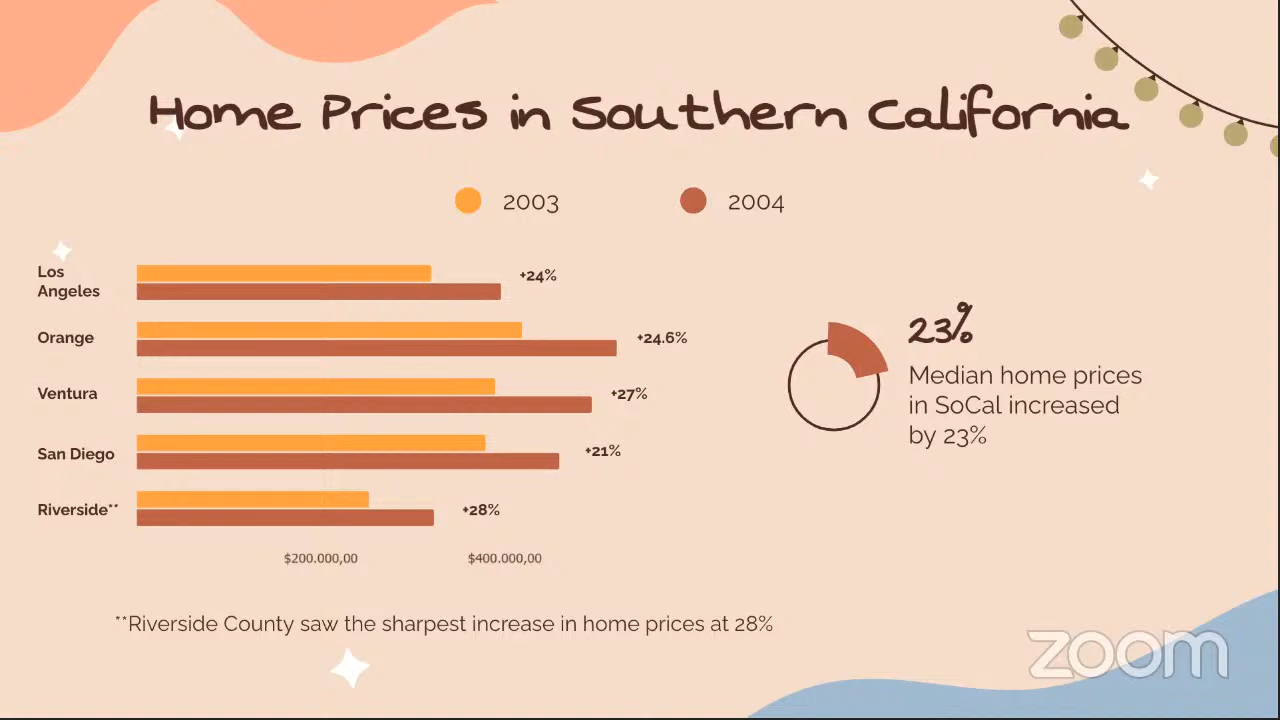 Home Prices in Southern California
2003
2004
Los
Angeles
+24%
Orange
+24.6%
Ventura
+27%
San Diego
+21%
Riverside**
+28%
$200.000,00
$400.000,00
23%
Median home prices
in SoCal increased
by 23%
**Riverside County saw the sharpest increase in home prices at 28%
zoom